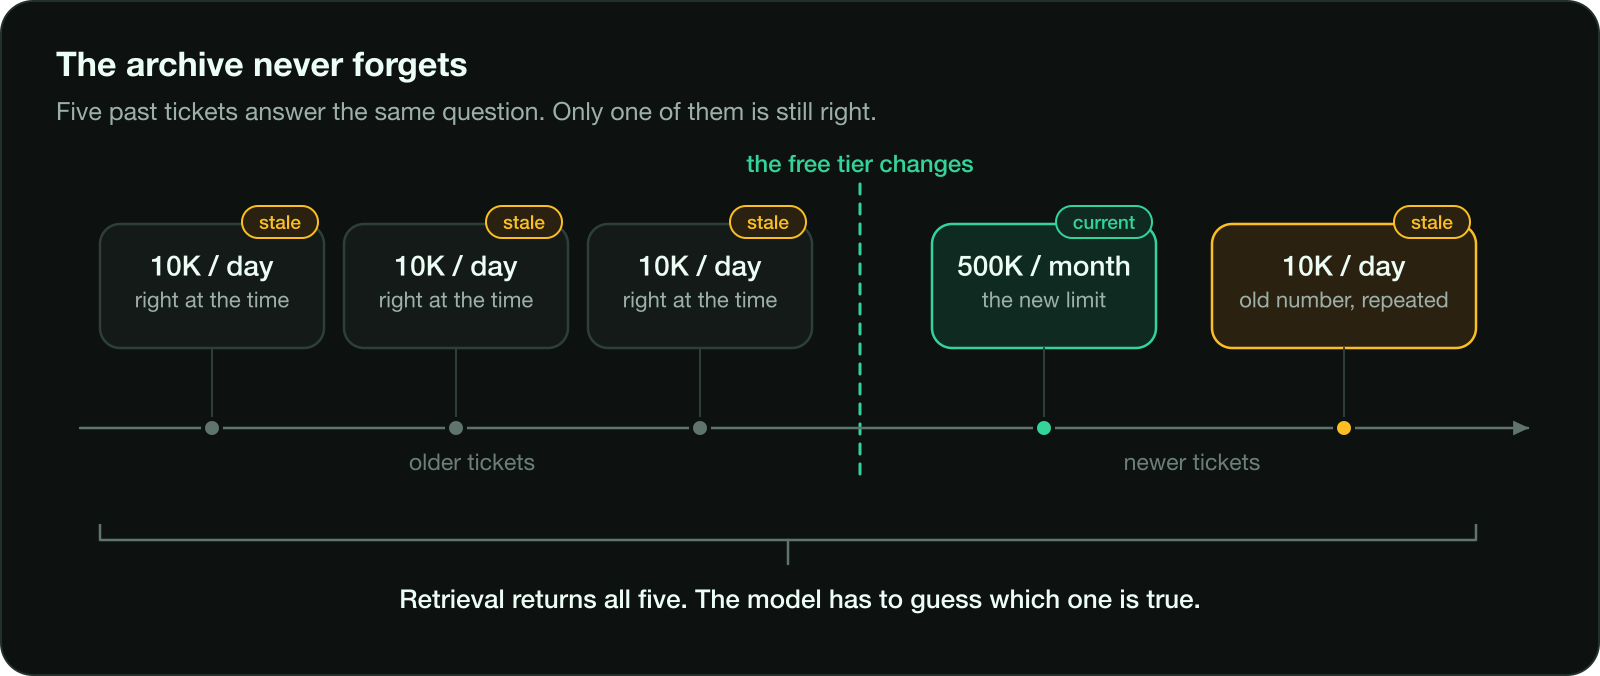 The archive never forgets
Five past tickets answer the same question. Only one of them is still right.
the free tier changes
stale
10K / day
right at the time
stale
10K / day
right at the time
stale
10K / day
right at the time
current
500K / month
the new limit
stale
10K / day
old number, repeated
older tickets
newer tickets
Retrieval returns all five. The model has to guess which one is true.